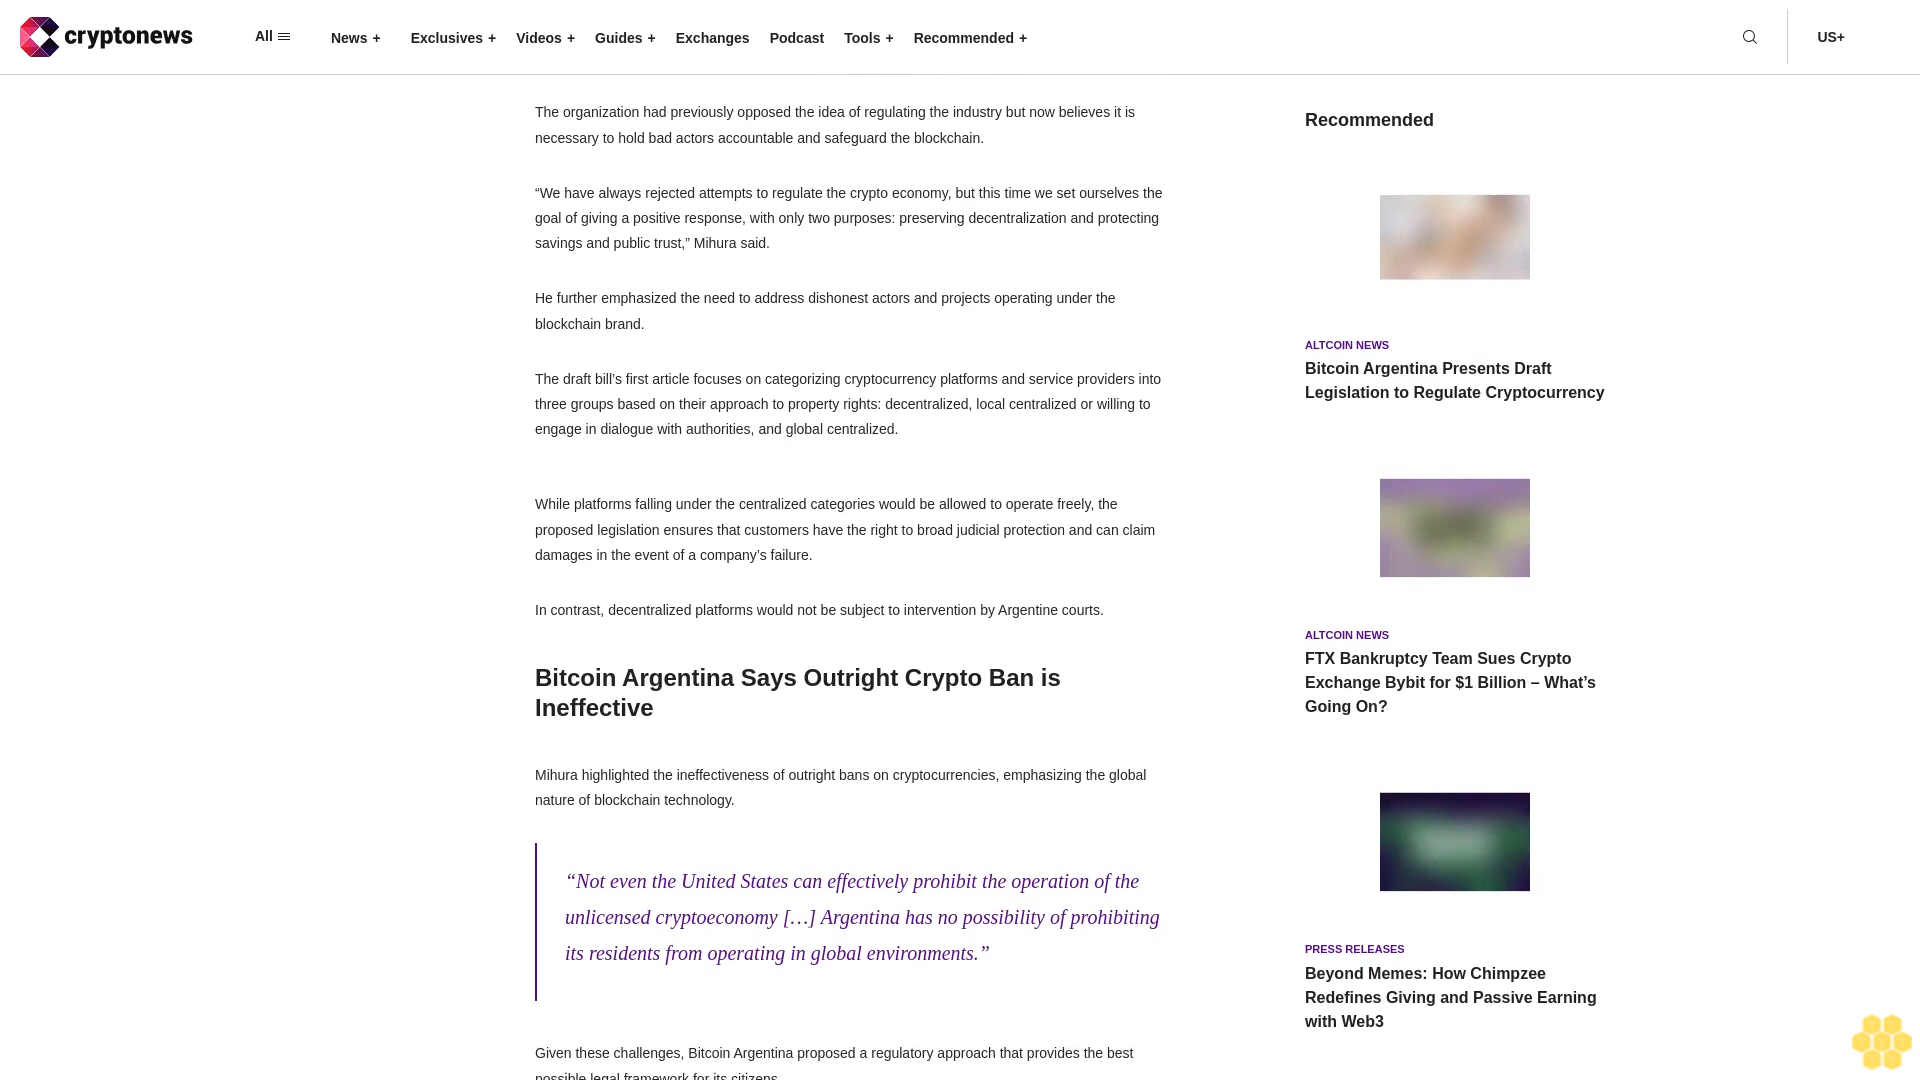 cryptonews
All
News +
Exclusives +
Videos +
Guides +
Exchanges
Podcast
Tools +
Recommended +
US+
The organization had previously opposed the idea of regulating the industry but now believes it is
necessary to hold bad actors accountable and safeguard the blockchain.
“We have always rejected attempts to regulate the crypto economy, but this time we set ourselves the
goal of giving a positive response, with only two purposes: preserving decentralization and protecting
savings and public trust,” Mihura said.
He further emphasized the need to address dishonest actors and projects operating under the
blockchain brand.
The draft bill’s first article focuses on categorizing cryptocurrency platforms and service providers into
three groups based on their approach to property rights: decentralized, local centralized or willing to
engage in dialogue with authorities, and global centralized.
While platforms falling under the centralized categories would be allowed to operate freely, the
proposed legislation ensures that customers have the right to broad judicial protection and can claim
damages in the event of a company’s failure.
In contrast, decentralized platforms would not be subject to intervention by Argentine courts.
Bitcoin Argentina Says Outright Crypto Ban is
Ineffective
Mihura highlighted the ineffectiveness of outright bans on cryptocurrencies, emphasizing the global
nature of blockchain technology.
“Not even the United States can effectively prohibit the operation of the
unlicensed cryptoeconomy […] Argentina has no possibility of prohibiting
its residents from operating in global environments.”
Given these challenges, Bitcoin Argentina proposed a regulatory approach that provides the best
possible legal framework for its citizens.
Recommended
ALTCOIN NEWS
Bitcoin Argentina Presents Draft
Legislation to Regulate Cryptocurrency
ALTCOIN NEWS
FTX Bankruptcy Team Sues Crypto
Exchange Bybit for $1 Billion – What’s
Going On?
PRESS RELEASES
Beyond Memes: How Chimpzee
Redefines Giving and Passive Earning
with Web3